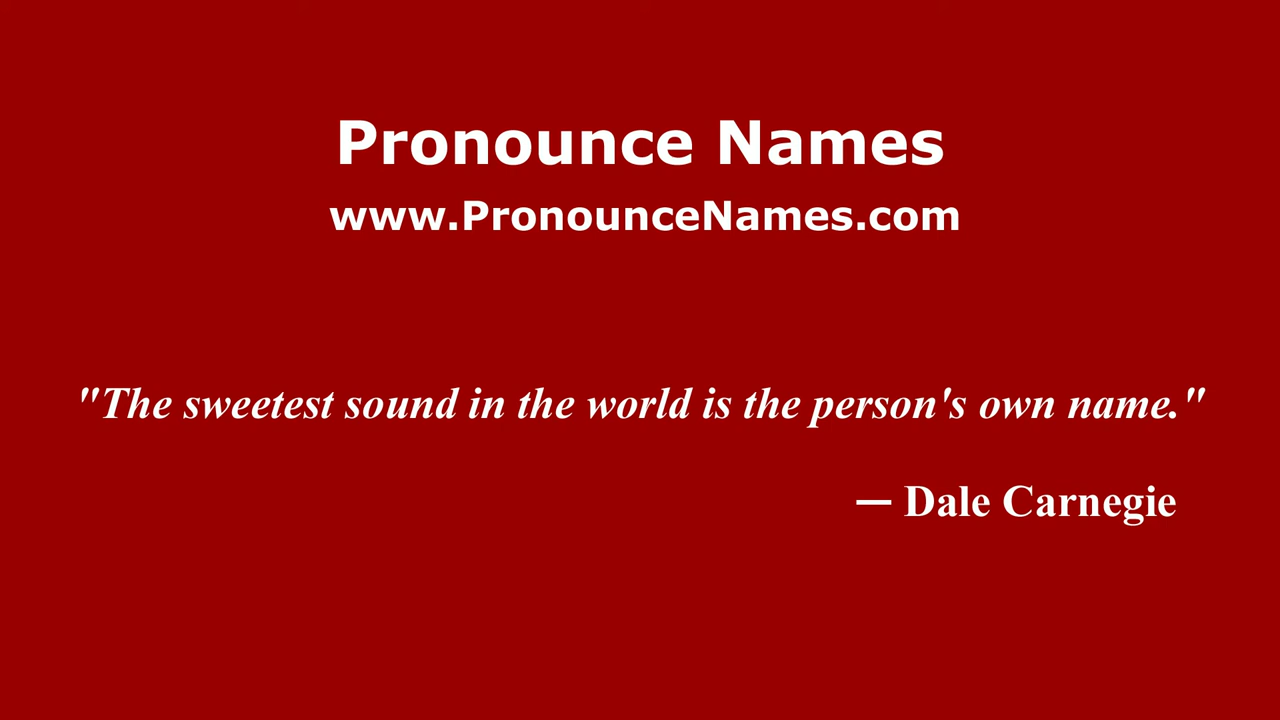 Pronounce Names
www.PronounceNames.com
"The sweetest sound in the world is the person's own name."
— Dale Carnegie